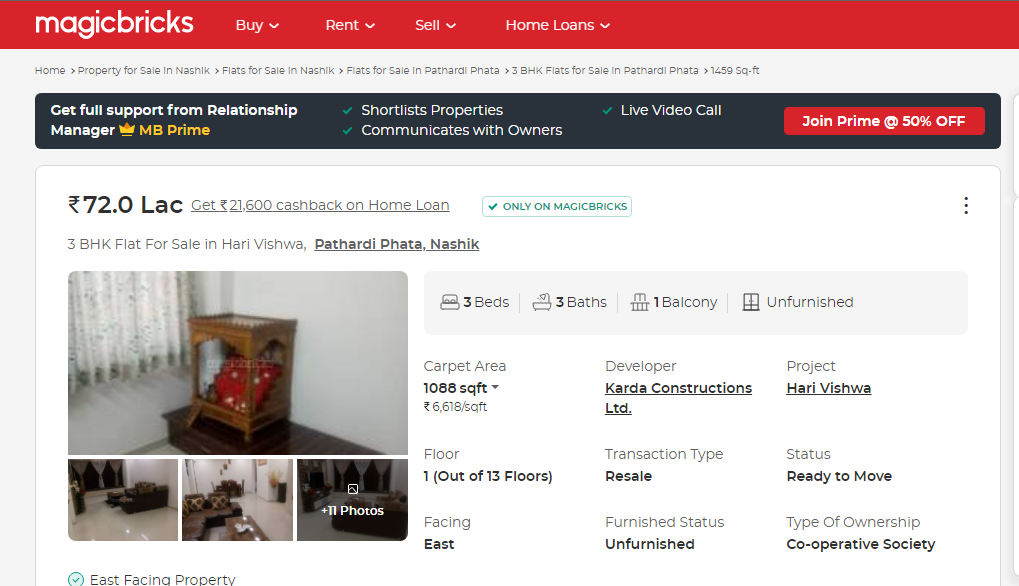 magicbricks
Buy Rent Sell Home Loans
Home > Property for Sale in Nashik > Flats for Sale in Nashik > Flats for Sale in Pathardi Phata > 3 BHK Flats for Sale in Pathardi Phata > 1459 Sq-ft
Get full support from Relationship
Manager MB Prime
Shortlists Properties
Communicates with Owners
Live Video Call
Join Prime @ 50% OFF
₹72.0 Lac Get ₹21,600 cashback on Home Loan
ONLY ON MAGICBRICKS
3 BHK Flat For Sale in Hari Vishwa, Pathardi Phata, Nashik
magicbricks
+11 Photos
3 Beds 3 Baths 1 Balcony Unfurnished
Carpet Area
1088 sqft
₹6,618/sqft
Developer
Karda Constructions
Ltd.
Project
Hari Vishwa
Floor
1 (Out of 13 Floors)
Transaction Type
Resale
Status
Ready to Move
Facing
East
Furnished Status
Unfurnished
Type Of Ownership
Co-operative Society
East Facing Property